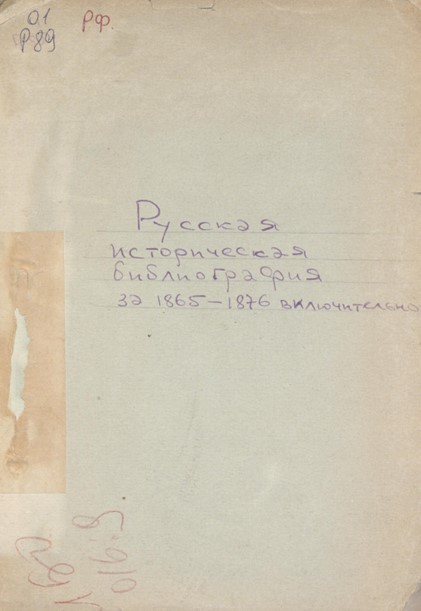 01 РФ.
Р89
Русская
историческая
библиография
за 1865-1876 включительно